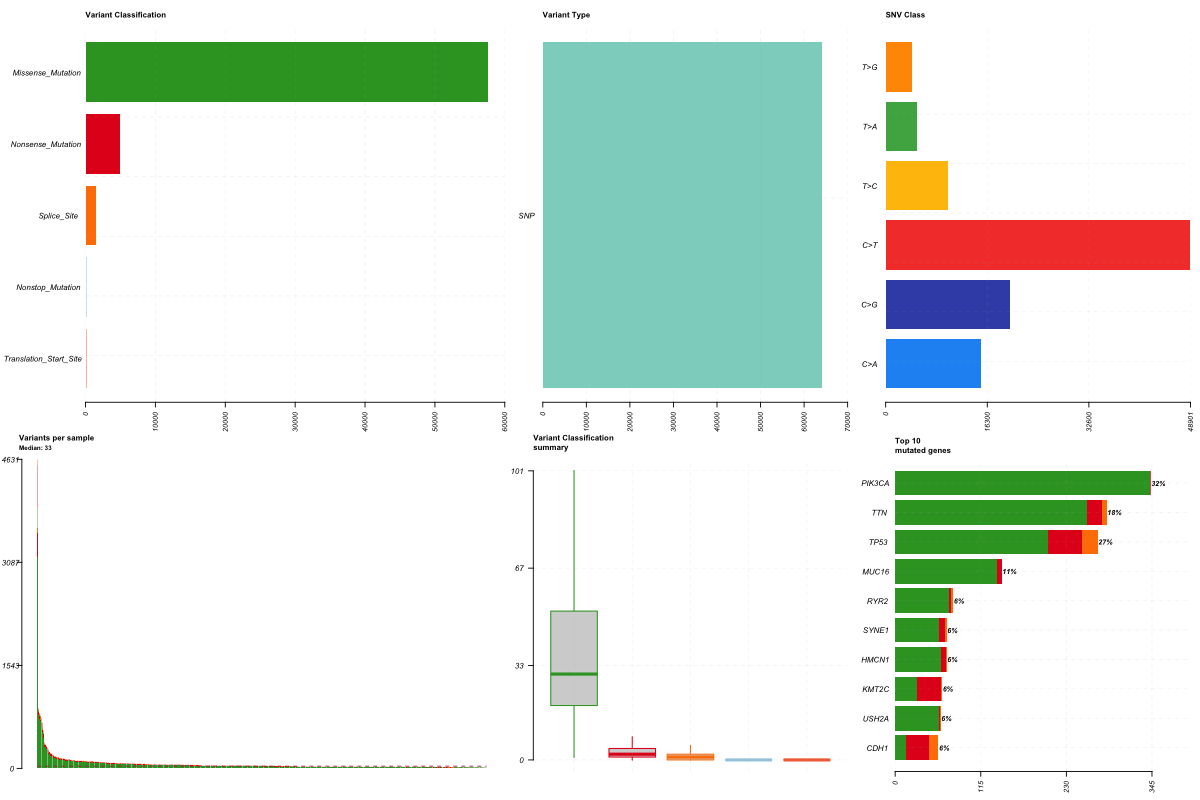 Variant Classification
Missense_Mutation
Nonsense_Mutation
Splice_Site
Nonstop_Mutation
Translation_Start_Site
0
10000
20000
30000
40000
50000
60000
Variant Type
SNP
0
10000
20000
30000
40000
50000
60000
70000
SNV Class
T>G
T>A
T>C
C>T
C>G
C>A
0
16300
32600
48901
Variants per sample
Median: 33
4631
3087
1543
0
Variant Classification
summary
101
67
33
0
Top 10
mutated genes
PIK3CA 32%
TTN 18%
TP53 27%
MUC16 11%
RYR2 6%
SYNE1 6%
HMCN1 6%
KMT2C 6%
USH2A 6%
CDH1 6%
0
115
230
345